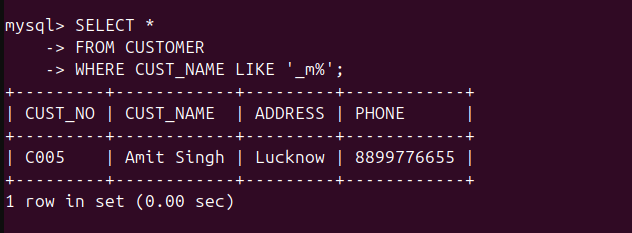 mysql> SELECT *
    -> FROM CUSTOMER
    -> WHERE CUST_NAME LIKE '_m%';
+---------+------------+---------+------------+
| CUST_NO | CUST_NAME  | ADDRESS | PHONE      |
+---------+------------+---------+------------+
| C005    | Amit Singh | Lucknow | 8899776655 |
+---------+------------+---------+------------+
1 row in set (0.00 sec)